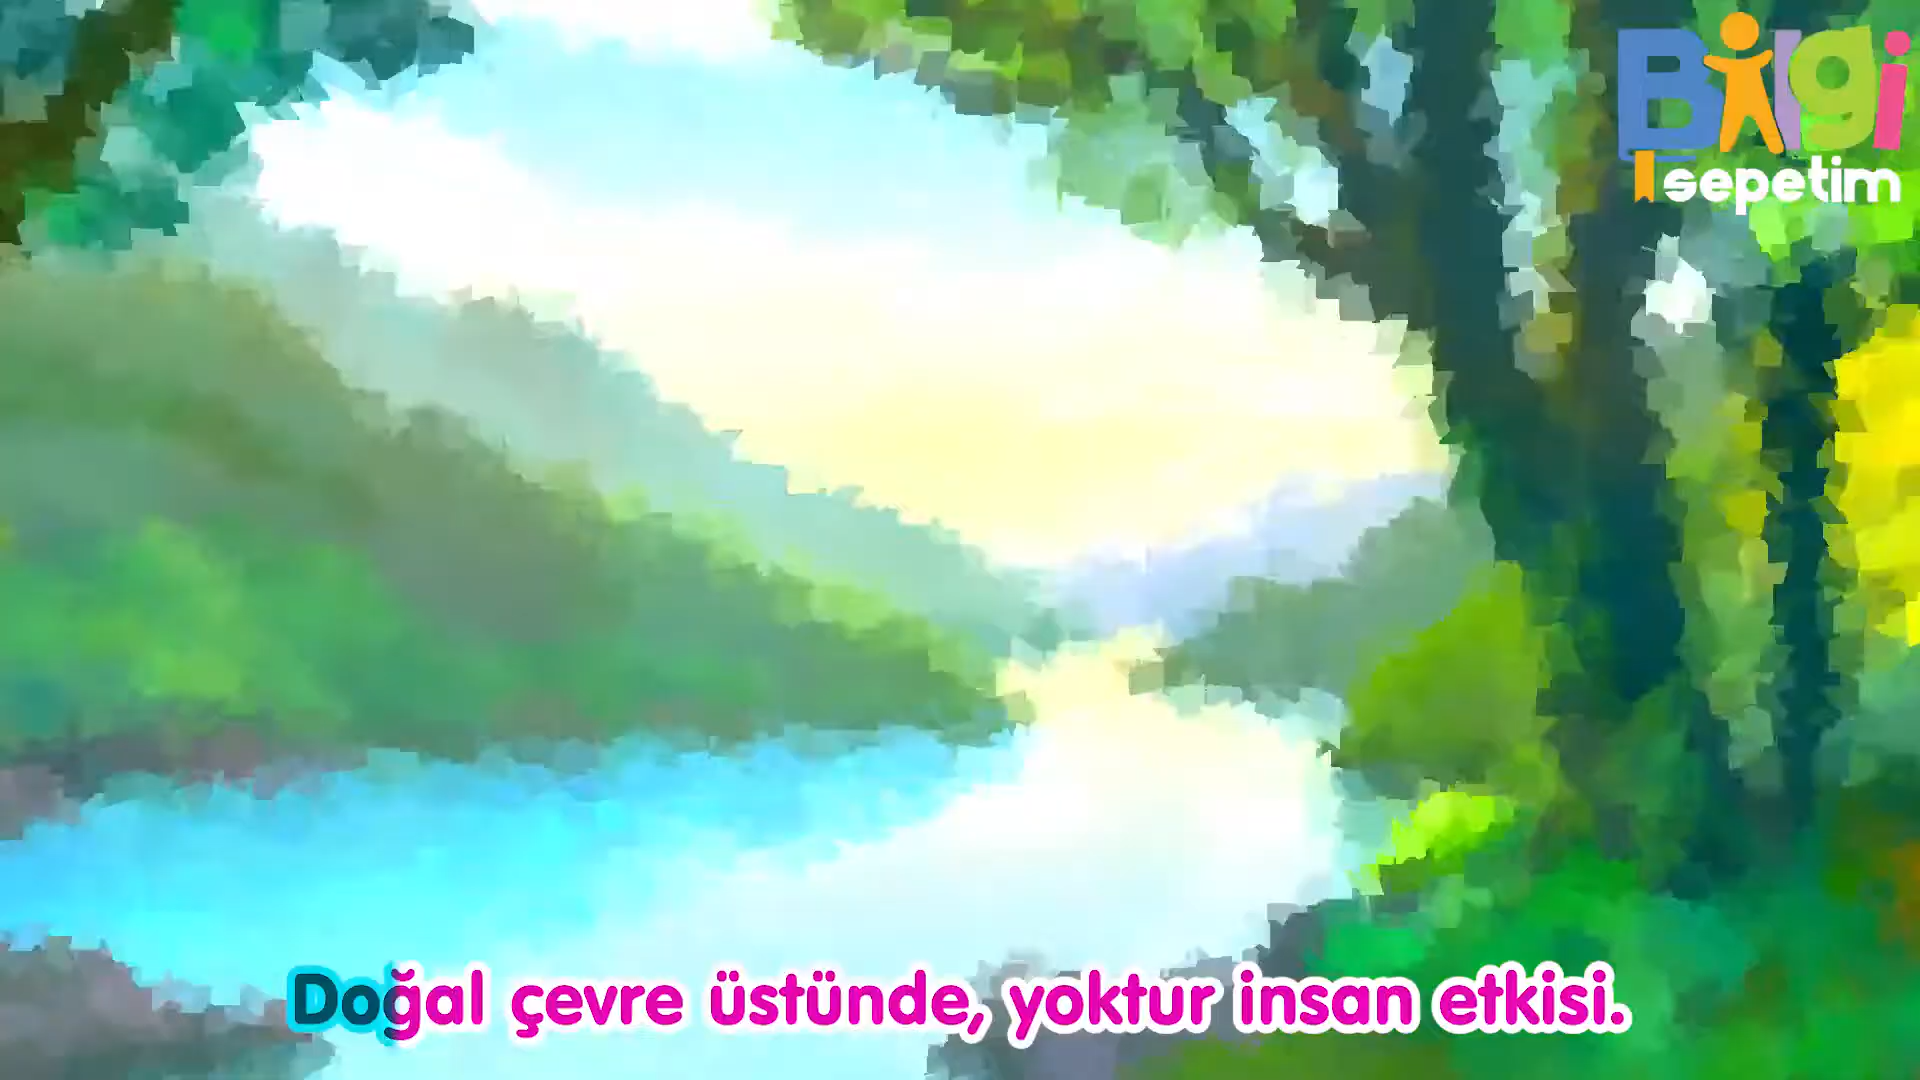 Bilgi
sepetim
Doğal çevre üstünde, yoktur insan etkisi.